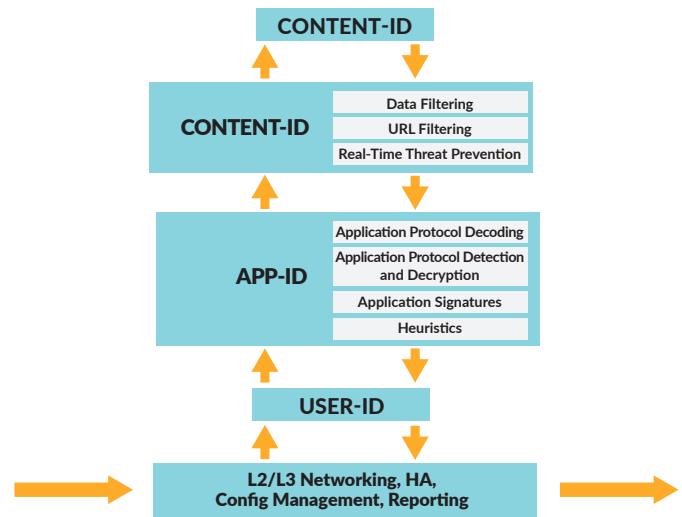 CONTENT-ID
CONTENT-ID
Data Filtering
URL Filtering
Real-Time Threat Prevention
APP-ID
Application Protocol Decoding
Application Protocol Detection
and Decryption
Application Signatures
Heuristics
USER-ID
L2/L3 Networking, HA,
Config Management, Reporting